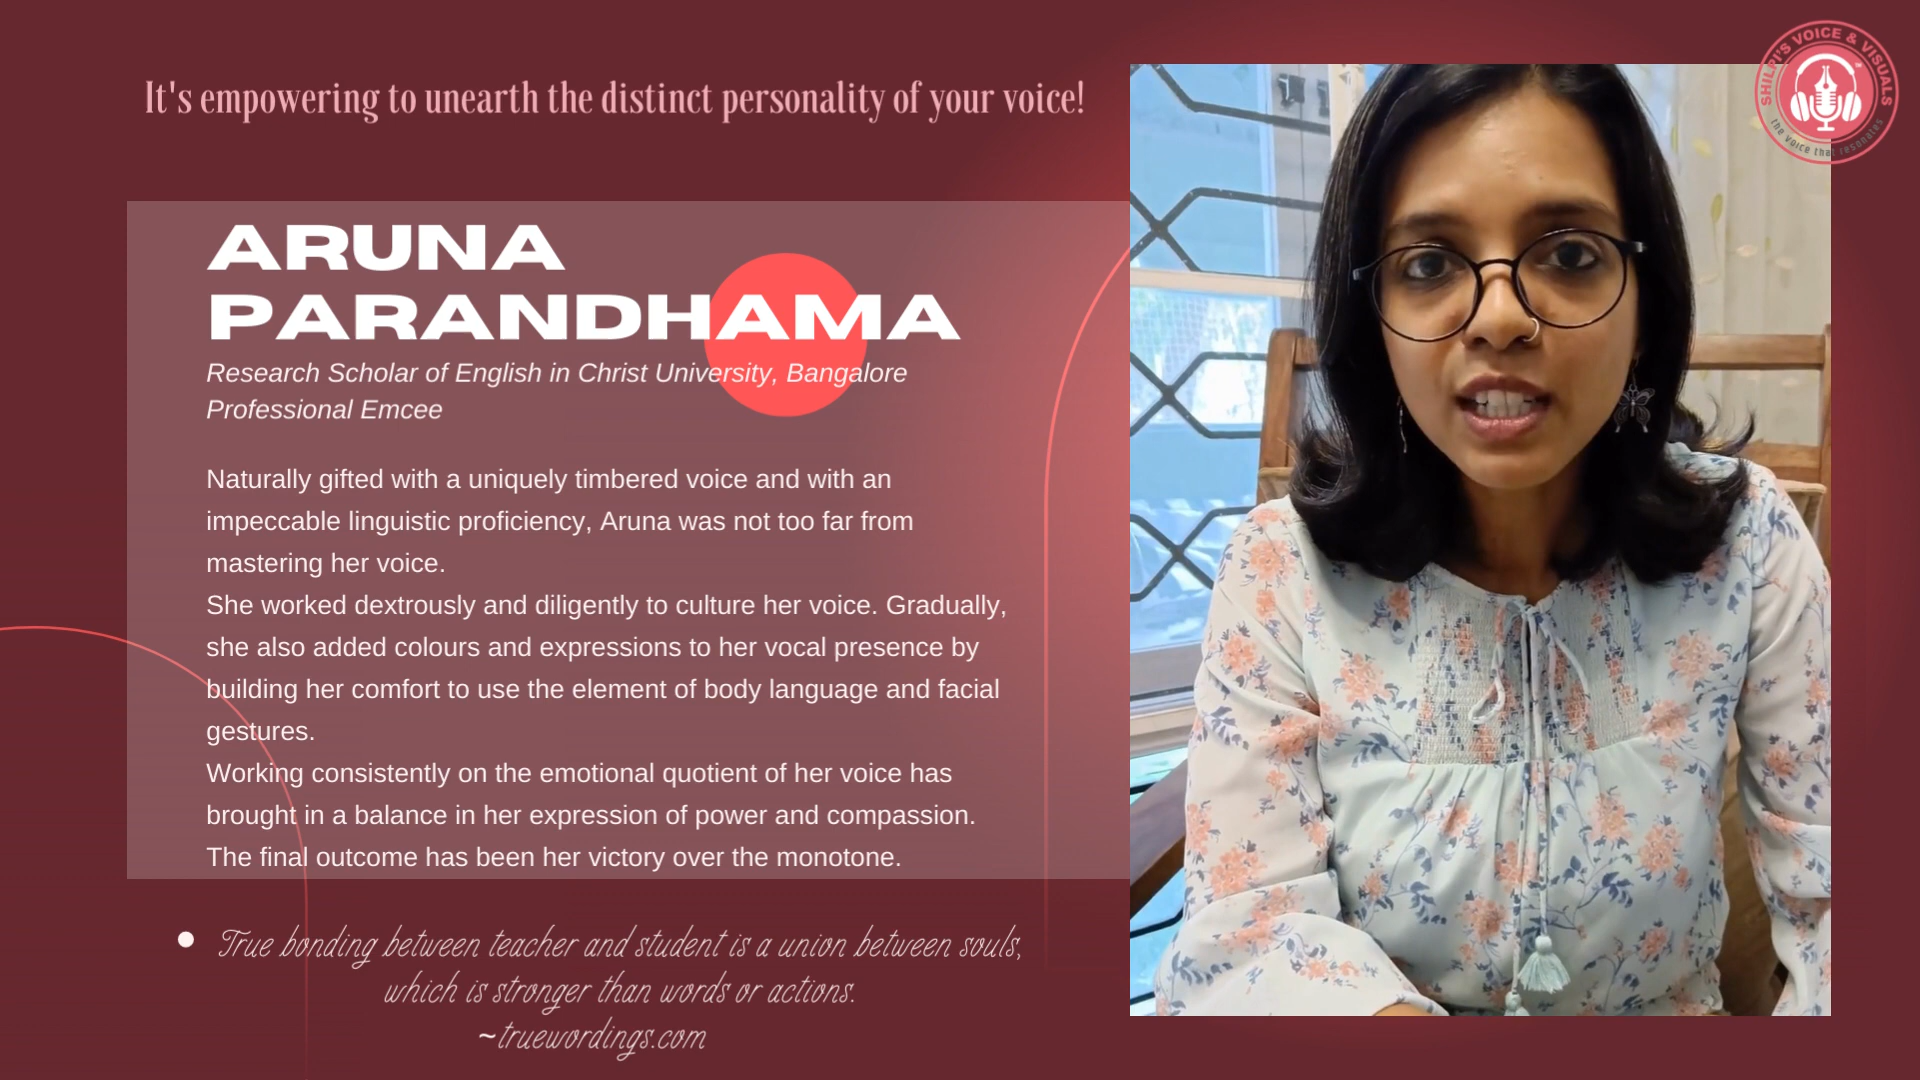 It's empowering to unearth the distinct personality of your voice!
SHILPI'S VOICE & VISUALS
the voice that resonates
ARUNA
PARANDHAMA
Research Scholar of English in Christ University, Bangalore
Professional Emcee
Naturally gifted with a uniquely timbered voice and with an
impeccable linguistic proficiency, Aruna was not too far from
mastering her voice.
She worked dextrously and diligently to culture her voice. Gradually,
she also added colours and expressions to her vocal presence by
building her comfort to use the element of body language and facial
gestures.
Working consistently on the emotional quotient of her voice has
brought in a balance in her expression of power and compassion.
The final outcome has been her victory over the monotone.
• True bonding between teacher and student is a union between souls,
which is stronger than words or actions.
~truewordings.com